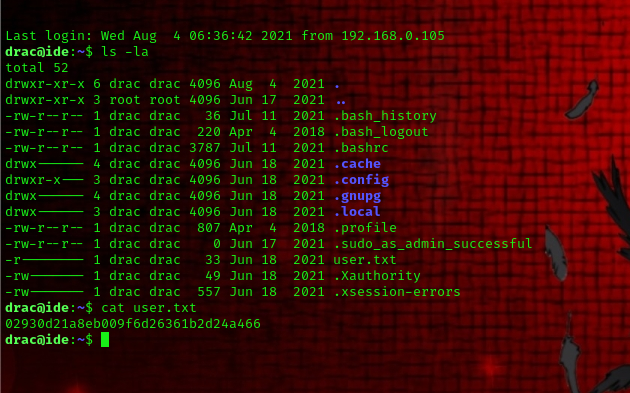 Last login: Wed Aug  4 06:36:42 2021 from 192.168.0.105
drac@ide:~$ ls -la
total 52
drwxr-xr-x 6 drac drac 4096 Aug  4  2021 .
drwxr-xr-x 3 root root 4096 Jun 17  2021 ..
-rw-r--r-- 1 drac drac   36 Jul 11  2021 .bash_history
-rw-r--r-- 1 drac drac  220 Apr  4  2018 .bash_logout
-rw-r--r-- 1 drac drac 3787 Jul 11  2021 .bashrc
drwx------ 4 drac drac 4096 Jun 18  2021 .cache
drwxr-x--- 3 drac drac 4096 Jun 18  2021 .config
drwx------ 4 drac drac 4096 Jun 18  2021 .gnupg
drwx------ 3 drac drac 4096 Jun 18  2021 .local
-rw-r--r-- 1 drac drac  807 Apr  4  2018 .profile
-rw-r--r-- 1 drac drac    0 Jun 17  2021 .sudo_as_admin_successful
-r-------- 1 drac drac   33 Jun 18  2021 user.txt
-rw------- 1 drac drac   49 Jun 18  2021 .Xauthority
-rw------- 1 drac drac  557 Jun 18  2021 .xsession-errors
drac@ide:~$ cat user.txt
02930d21a8eb009f6d26361b2d24a466
drac@ide:~$